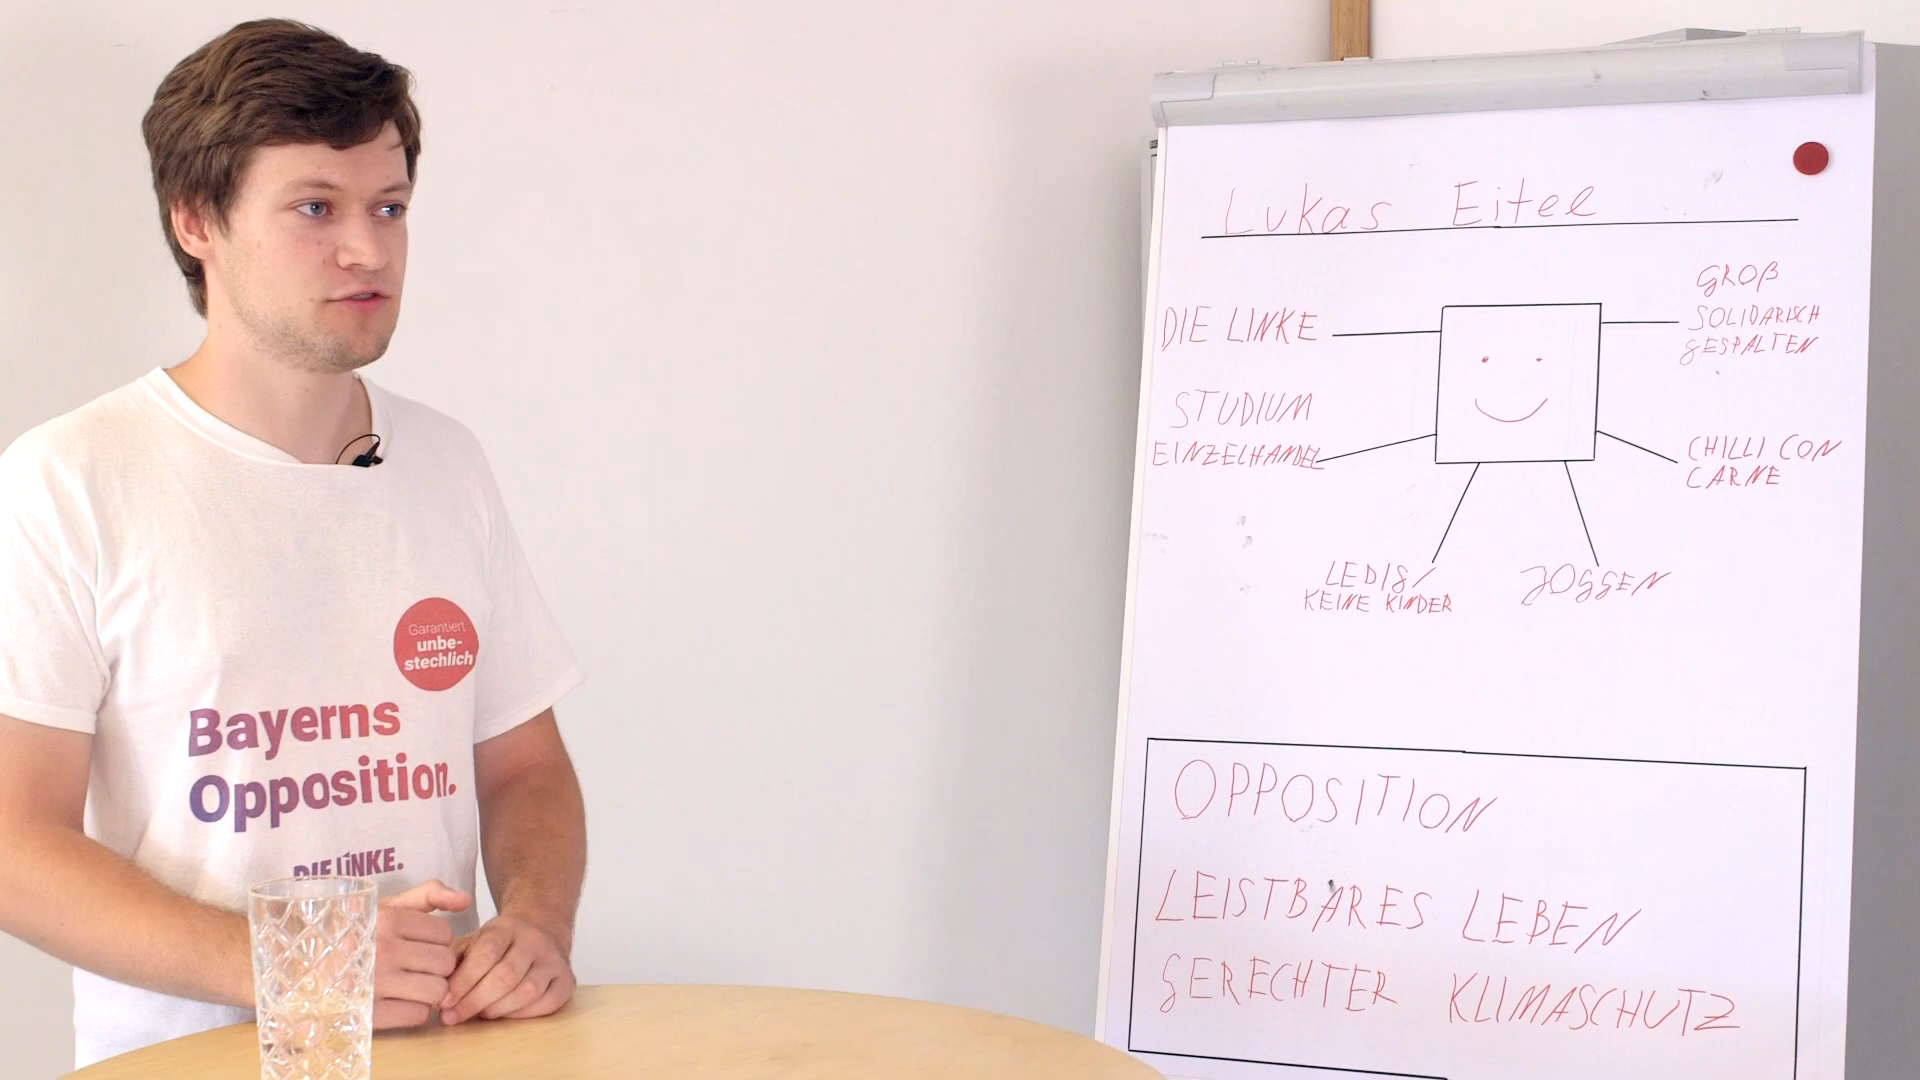 Garantiert
unbe-
stechlich
Bayerns
Opposition.
DIE LINKE.
Lukas Eitel
DIE LINKE
STUDIUM
EINZELHANDEL
LEDIG/
KEINE KINDER
JOGGEN
CHILLI CON
CARNE
GROß
SOLIDARISCH
GESPALTEN
OPPOSITION
LEISTBARES LEBEN
GERECHTER KLIMASCHUTZ